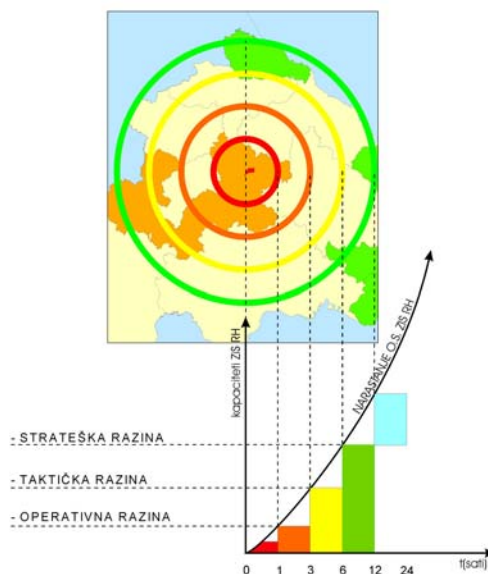 kapaciteti ZIS RH
NARASTANJE O.S. ZIS RH
- STRATEŠKA RAZINA
- TAKTIČKA RAZINA
- OPERATIVNA RAZINA
0 1 3 6 12 24
t(sati)